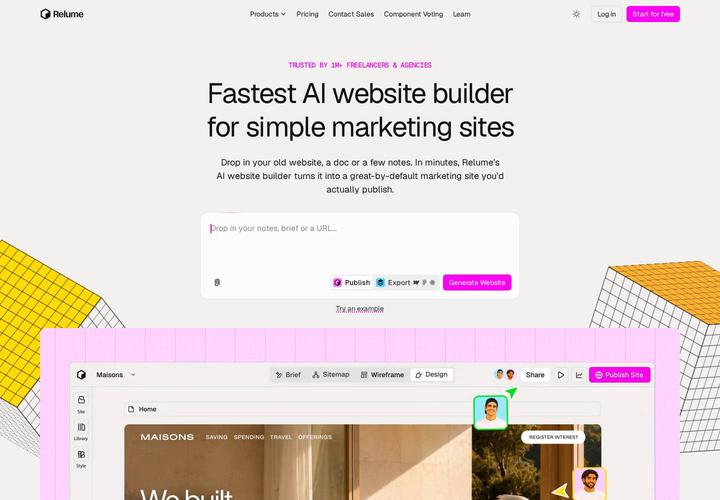 Relume
Products
Pricing
Contact Sales
Component Voting
Learn
Log in
Start for free
TRUSTED BY 1M+ FREELANCERS & AGENCIES
Fastest AI website builder
for simple marketing sites
Drop in your old website, a doc or a few notes. In minutes, Relume's
AI website builder turns it into a great-by-default marketing site you'd
actually publish.
Drop in your notes, brief or a URL...
Publish
Export
Generate Website
Try an example
Maisons
Brief
Sitemap
Wireframe
Design
Share
Publish Site
Site
Library
Style
Home
MAISONS
SAVING
SPENDING
TRAVEL
OFFERINGS
REGISTER INTEREST
We built